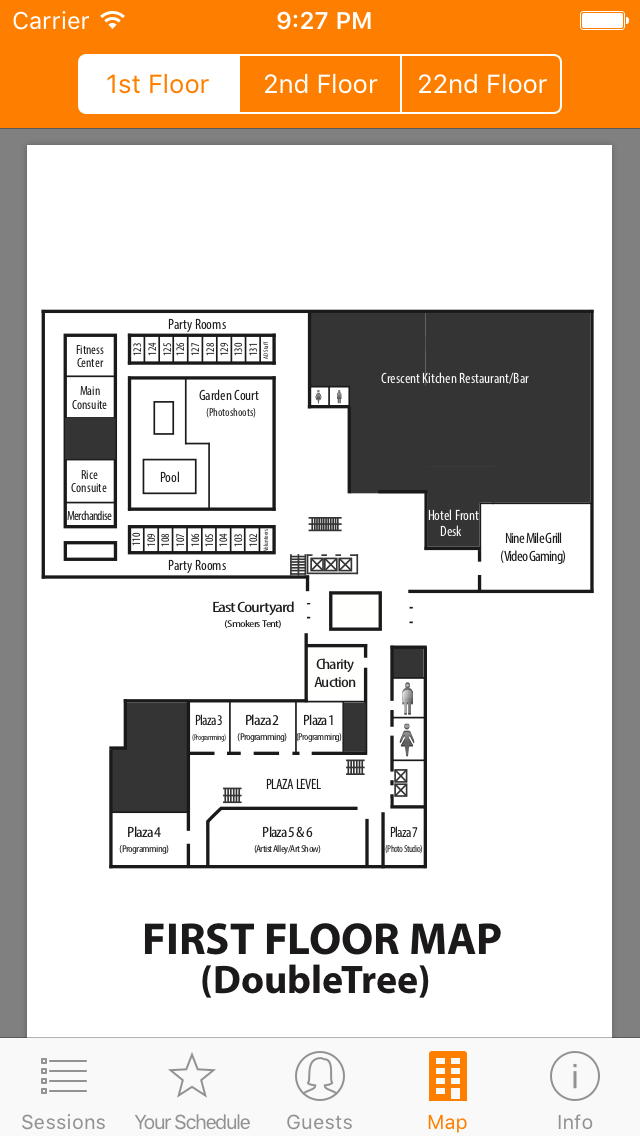 Carrier 9:27 PM
1st Floor 2nd Floor 22nd Floor
Party Rooms
123 124 125 126 127 128 129 130 131 AD Staff
Fitness
Center
Main
Consuite
Garden Court
(Photoshoots)
Pool
Rice
Consuite
Merchandise
110 109 108 107 106 105 104 103 102 Volunteers
Party Rooms
Crescent Kitchen Restaurant/Bar
Hotel Front
Desk
Nine Mile Grill
(Video Gaming)
East Courtyard
(Smokers Tent)
Charity
Auction
Plaza 3
(Programming)
Plaza 2
(Programming)
Plaza 1
(Programming)
PLAZA LEVEL
Plaza 4
(Programming)
Plaza 5 & 6
(Artist Alley/Art Show)
Plaza 7
(Photo Studio)
FIRST FLOOR MAP
(DoubleTree)
Sessions Your Schedule Guests Map Info